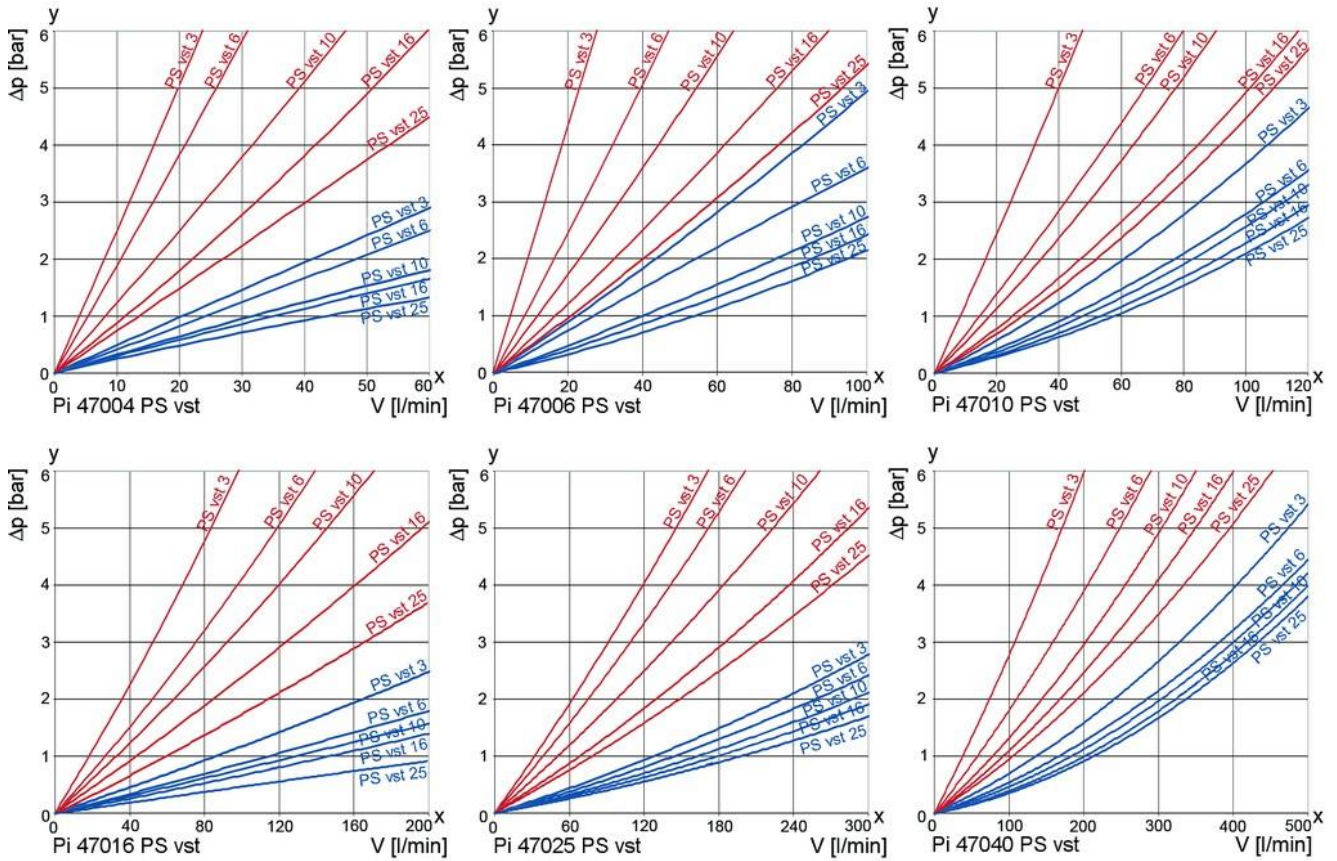 y
Δp [bar]
6
5
4
3
2
1
0
PS vst 3
PS vst 6
PS vst 10
PS vst 16
PS vst 25
PS vst 3
PS vst 6
PS vst 10
PS vst 16
PS vst 25
0 10 20 30 40 50 60 x
Pi 47004 PS vst V [l/min]
y
Δp [bar]
6
5
4
3
2
1
0
PS vst 3
PS vst 6
PS vst 10
PS vst 16
PS vst 25
PS vst 3
PS vst 6
PS vst 10
PS vst 16
PS vst 25
0 20 40 60 80 100 x
Pi 47006 PS vst V [l/min]
y
Δp [bar]
6
5
4
3
2
1
0
PS vst 3
PS vst 6
PS vst 10
PS vst 16
PS vst 25
PS vst 3
PS vst 6
PS vst 10
PS vst 16
PS vst 25
0 20 40 60 80 100 120 x
Pi 47010 PS vst V [l/min]
y
Δp [bar]
6
5
4
3
2
1
0
PS vst 3
PS vst 6
PS vst 10
PS vst 16
PS vst 25
PS vst 3
PS vst 6
PS vst 10
PS vst 16
PS vst 25
0 40 80 120 160 200 x
Pi 47016 PS vst V [l/min]
y
Δp [bar]
6
5
4
3
2
1
0
PS vst 3
PS vst 6
PS vst 10
PS vst 16
PS vst 25
PS vst 3
PS vst 6
PS vst 10
PS vst 16
PS vst 25
0 60 120 180 240 300 x
Pi 47025 PS vst V [l/min]
y
Δp [bar]
6
5
4
3
2
1
0
PS vst 3
PS vst 6
PS vst 10
PS vst 16
PS vst 25
PS vst 3
PS vst 6
PS vst 10
PS vst 16
PS vst 25
0 100 200 300 400 500 x
Pi 47040 PS vst V [l/min]